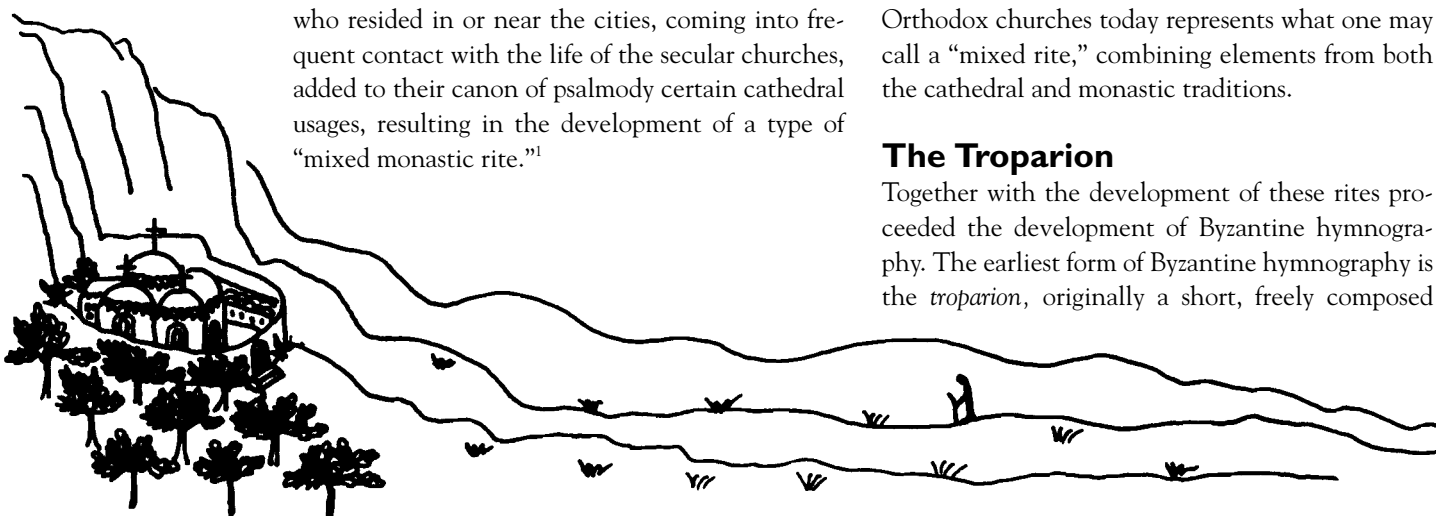 who resided in or near the cities, coming into fre-
quent contact with the life of the secular churches,
added to their canon of psalmody certain cathedral
usages, resulting in the development of a type of
“mixed monastic rite.”1
Orthodox churches today represents what one may
call a “mixed rite,” combining elements from both
the cathedral and monastic traditions.
The Troparion
Together with the development of these rites pro-
ceeded the development of Byzantine hymnogra-
phy. The earliest form of Byzantine hymnography is
the troparion, originally a short, freely composed